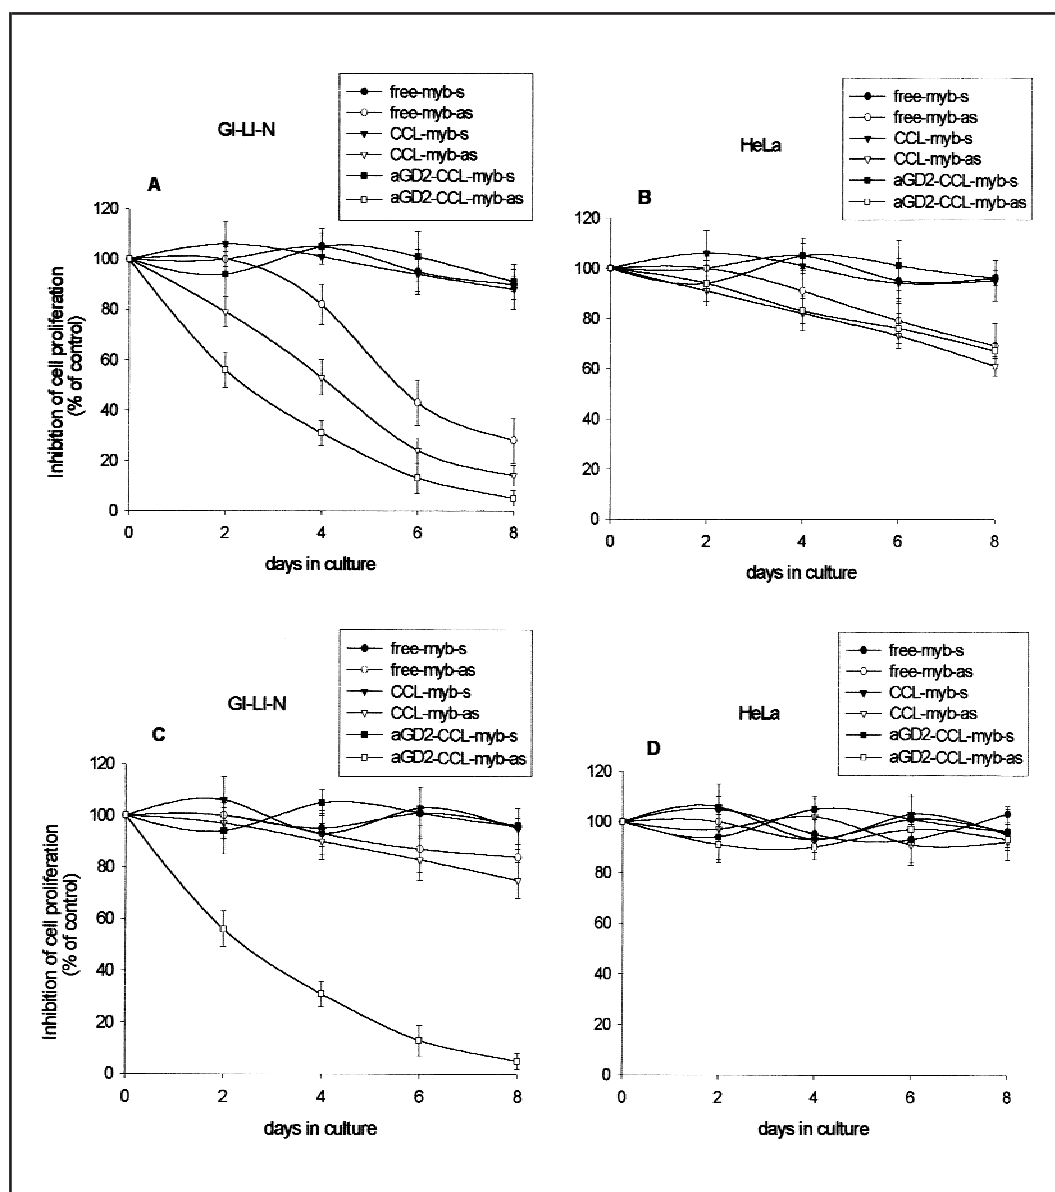 GI-LI-N
A
free-myb-s
free-myb-as
CCL-myb-s
CCL-myb-as
aGD2-CCL-myb-s
aGD2-CCL-myb-as
120
100
80
60
40
20
0
0 2 4 6 8
Inhibition of cell proliferation
(% of control)
days in culture
HeLa
B
free-myb-s
free-myb-as
CCL-myb-s
CCL-myb-as
aGD2-CCL-myb-s
aGD2-CCL-myb-as
120
100
80
60
40
20
0
0 2 4 6 8
days in culture
GI-LI-N
C
free-myb-s
free-myb-as
CCL-myb-s
CCL-myb-as
aGD2-CCL-myb-s
aGD2-CCL-myb-as
120
100
80
60
40
20
0
0 2 4 6 8
Inhibition of cell proliferation
(% of control)
days in culture
HeLa
D
free-myb-s
free-myb-as
CCL-myb-s
CCL-myb-as
aGD2-CCL-myb-s
aGD2-CCL-myb-as
120
100
80
60
40
20
0
0 2 4 6 8
days in culture